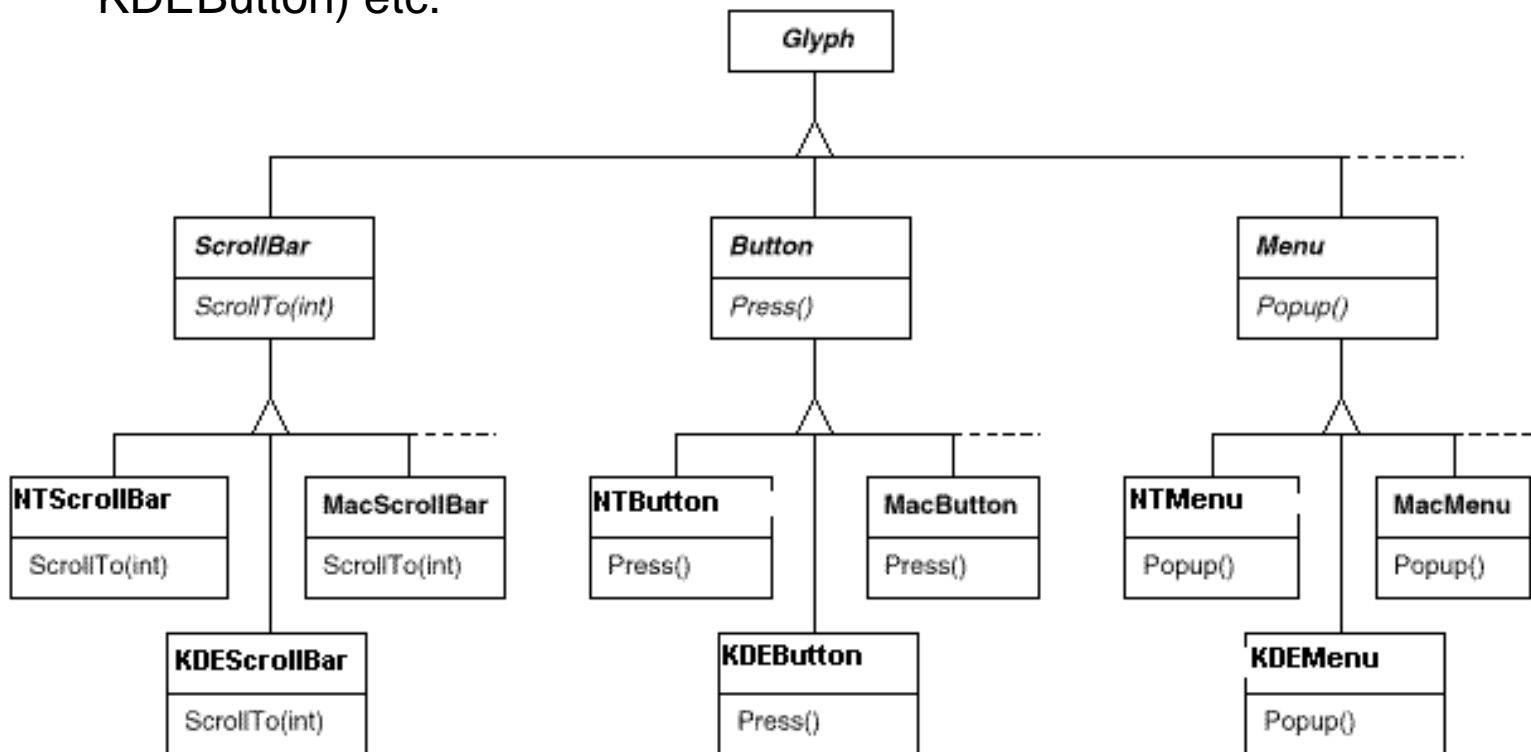 KDEButton) etc.
Glyph
ScrollBar
ScrollTo(int)
Button
Press()
Menu
Popup()
NTScrollBar
ScrollTo(int)
MacScrollBar
ScrollTo(int)
KDEScrollBar
ScrollTo(int)
NTButton
Press()
MacButton
Press()
KDEButton
Press()
NTMenu
Popup()
MacMenu
Popup()
KDEMenu
Popup()